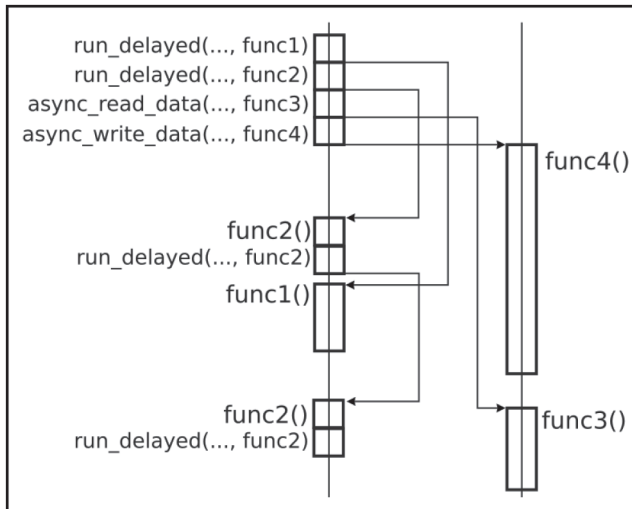 run_delayed(..., func1)
run_delayed(..., func2)
async_read_data(..., func3)
async_write_data(..., func4)
func4()
func2()
run_delayed(..., func2)
func1()
func2()
func3()
run_delayed(..., func2)